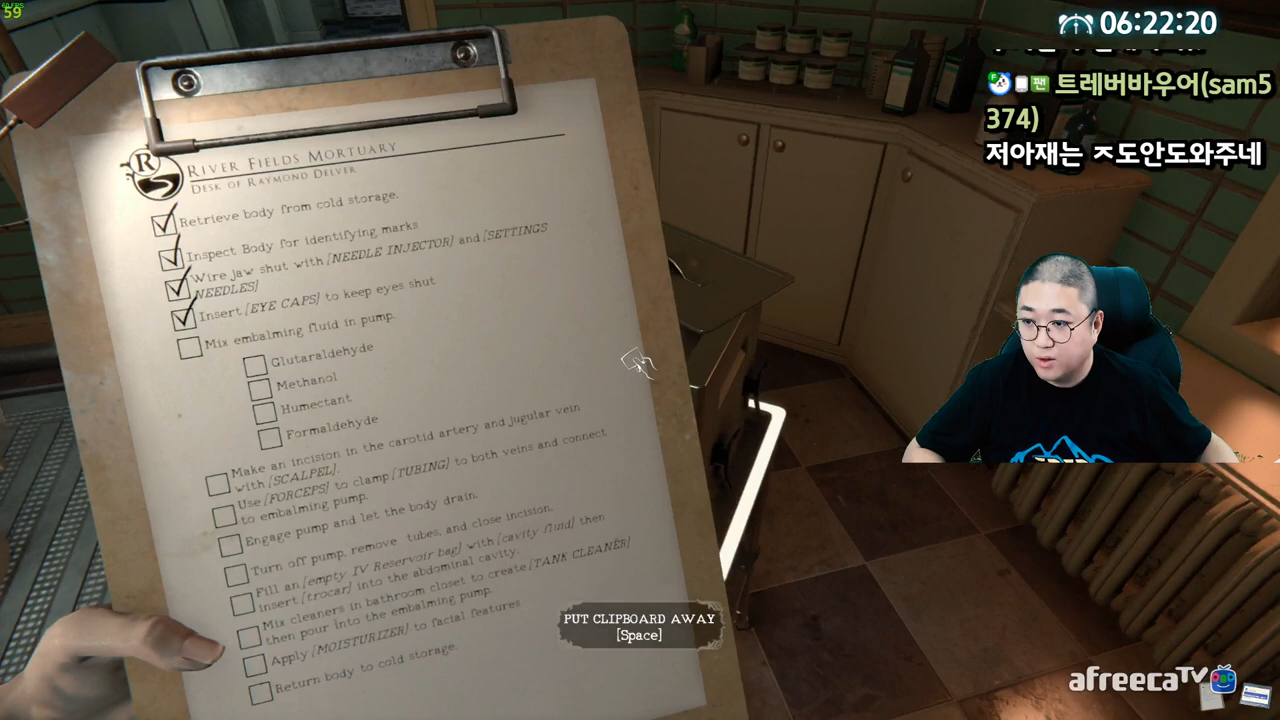 60 FPS
59
06:22:20
트레버바우어(sam5
374)
저아재는 ㅈ도안도와주네
R
RIVER FIELDS MORTUARY
DESK OF RAYMOND DELVER
Retrieve body from cold storage.
Inspect Body for identifying marks
Wire jaw shut with [NEEDLE INJECTOR] and [SETTINGS
NEEDLES]
Insert [EYE CAPS] to keep eyes shut
Mix embalming fluid in pump.
Glutaraldehyde
Methanol
Humectant
Formaldehyde
Make an incision in the carotid artery and jugular vein
with [SCALPEL].
Use [FORCEPS] to clamp [TUBING] to both veins and connect
to embalming pump.
Engage pump and let the body drain.
Turn off pump, remove tubes, and close incision.
Fill an [empty IV Reservoir bag] with [cavity fluid] then
insert [trocar] into the abdominal cavity.
Mix cleaners in bathroom closet to create [TANK CLEANER]
then pour into the embalming pump.
Apply [MOISTURIZER] to facial features
Return body to cold storage.
PUT CLIPBOARD AWAY
[Space]
afreecaTV